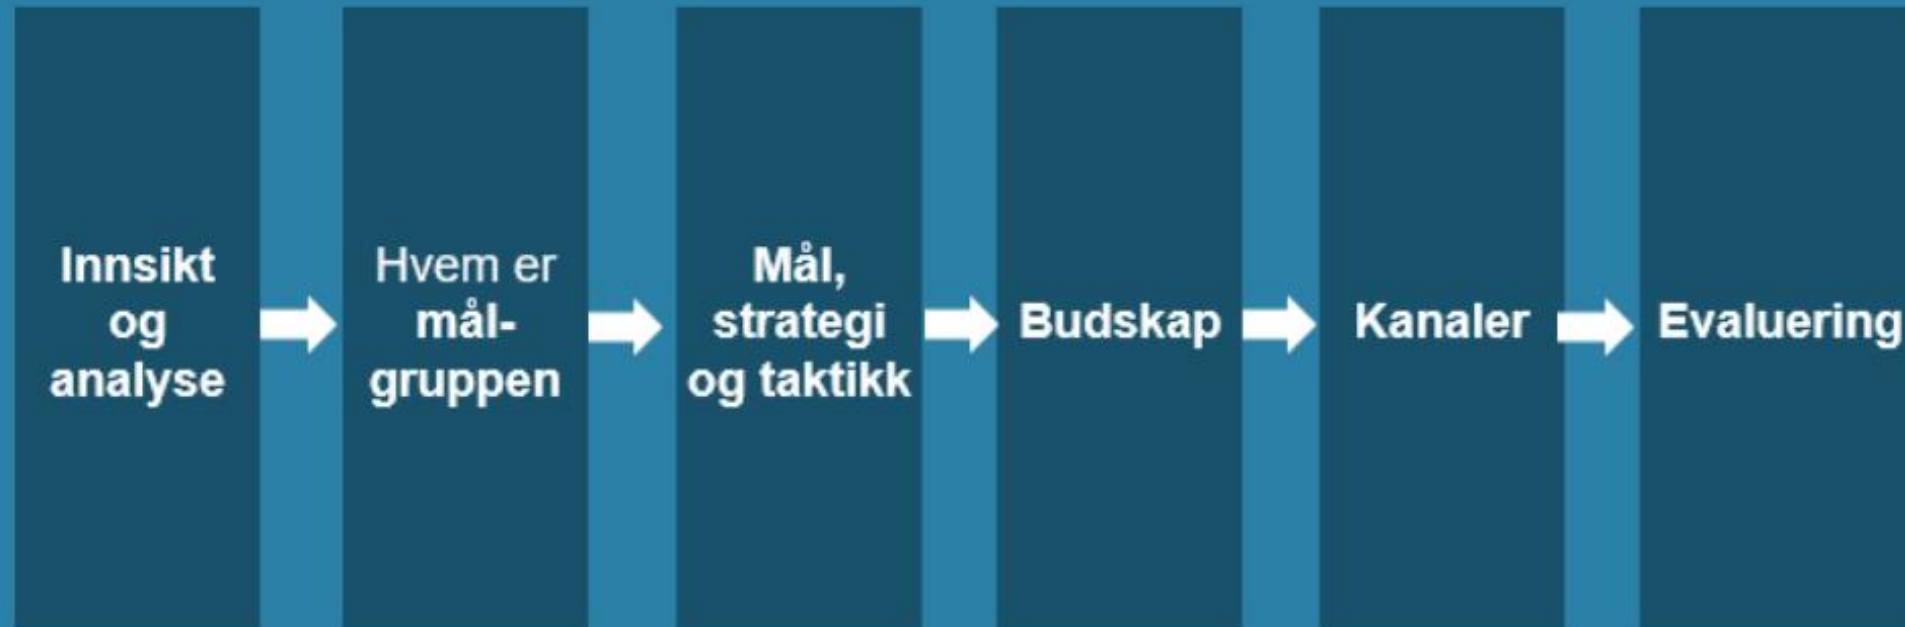 Innsikt
og
analyse
Hvem er
mål-
gruppen
Mål,
strategi
og taktikk
Budskap
Kanaler
Evaluering